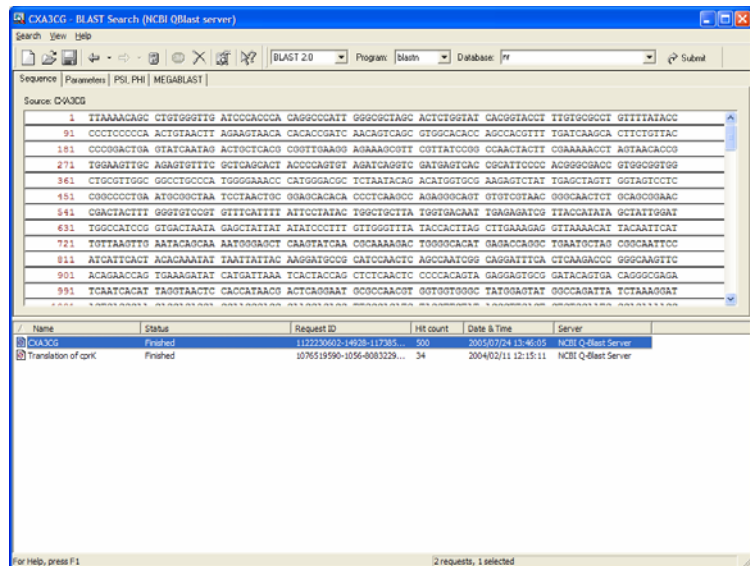 CXA3CG - BLAST Search (NCBI QBlast server)
Search View Help
BLAST 2.0 Program: blastn Database: nr Submit
Sequence Parameters PSI, PHI MEGABLAST
Source: CXA3CG
1 TTAAAACAGC CTGTGGGTTG ATCCCACCCA CAGGCCCATT GGGCGCTAGC ACTCTGGTAT CACGGTACCT TTGTGCGCCT GTTTTATACC
91 CCCTCCCCCA ACTGTAACTT AGAAGTAACA CACACCGATC AACAGTCAGC GTGGCACACC AGCCACGTTT TGATCAAGCA CTTCTGTTAC
181 CCCGGACTGA GTATCAATAG ACTGCTCACG CGGTTGAAGG AGAAAGCGTT CGTTATCCGG CCAACTACTT CGAAAAACCT AGTAACACCG
271 TGGAAGTTGC AGAGTGTTTC GCTCAGCACT ACCCCAGTGT AGATCAGGTC GATGAGTCAC CGCATTCCCC ACGGGCGACC GTGGCGGTGG
361 CTGCGTTGGC GGCCTGCCCA TGGGGAAACC CATGGGACGC TCTAATACAG ACATGGTGCG AAGAGTCTAT TGAGCTAGTT GGTAGTCCTC
451 CGGCCCCTGA ATGCGGCTAA TCCTAACTGC GGAGCACACA CCCTCAAGCC AGAGGGCAGT GTGTCGTAAC GGGCAACTCT GCAGCGGAAC
541 CGACTACTTT GGGTGTCCGT GTTTCATTTT ATTCCTATAC TGGCTGCTTA TGGTGACAAT TGAGAGATCG TTACCATATA GCTATTGGAT
631 TGGCCATCCG GTGACTAATA GAGCTATTAT ATATCCCTTT GTTGGGTTTA TACCACTTAG CTTGAAAGAG GTTAAAACAT TACAATTCAT
721 TGTTAAGTTG AATACAGCAA AATGGGAGCT CAAGTATCAA CGCAAAAGAC TGGGGCACAT GAGACCAGGC TGAATGCTAG CGGCAATTCC
811 ATCATTCACT ACACAAATAT TAATTATTAC AAGGATGCCG CATCCAACTC AGCCAATCGG CAGGATTTCA CTCAAGACCC GGGCAAGTTC
901 ACAGAACCAG TGAAAGATAT CATGATTAAA TCACTACCAG CTCTCAACTC CCCCACAGTA GAGGAGTGCG GATACAGTGA CAGGGCGAGA
991 TCAATCACAT TAGGTAACTC CACCATAACG ACTCAGGAAT GCGCCAACGT GGTGGTGGGC TATGGAGTAT GGCCAGATTA TCTAAAGGAT
/ Name Status Request ID Hit count Date & Time Server
CXA3CG Finished 1122230602-14928-117385... 500 2005/07/24 13:46:05 NCBI Q-Blast Server
Translation of cprK Finished 1076519590-1056-8083229... 34 2004/02/11 12:15:11 NCBI Q-Blast Server
For Help, press F1 2 requests, 1 selected